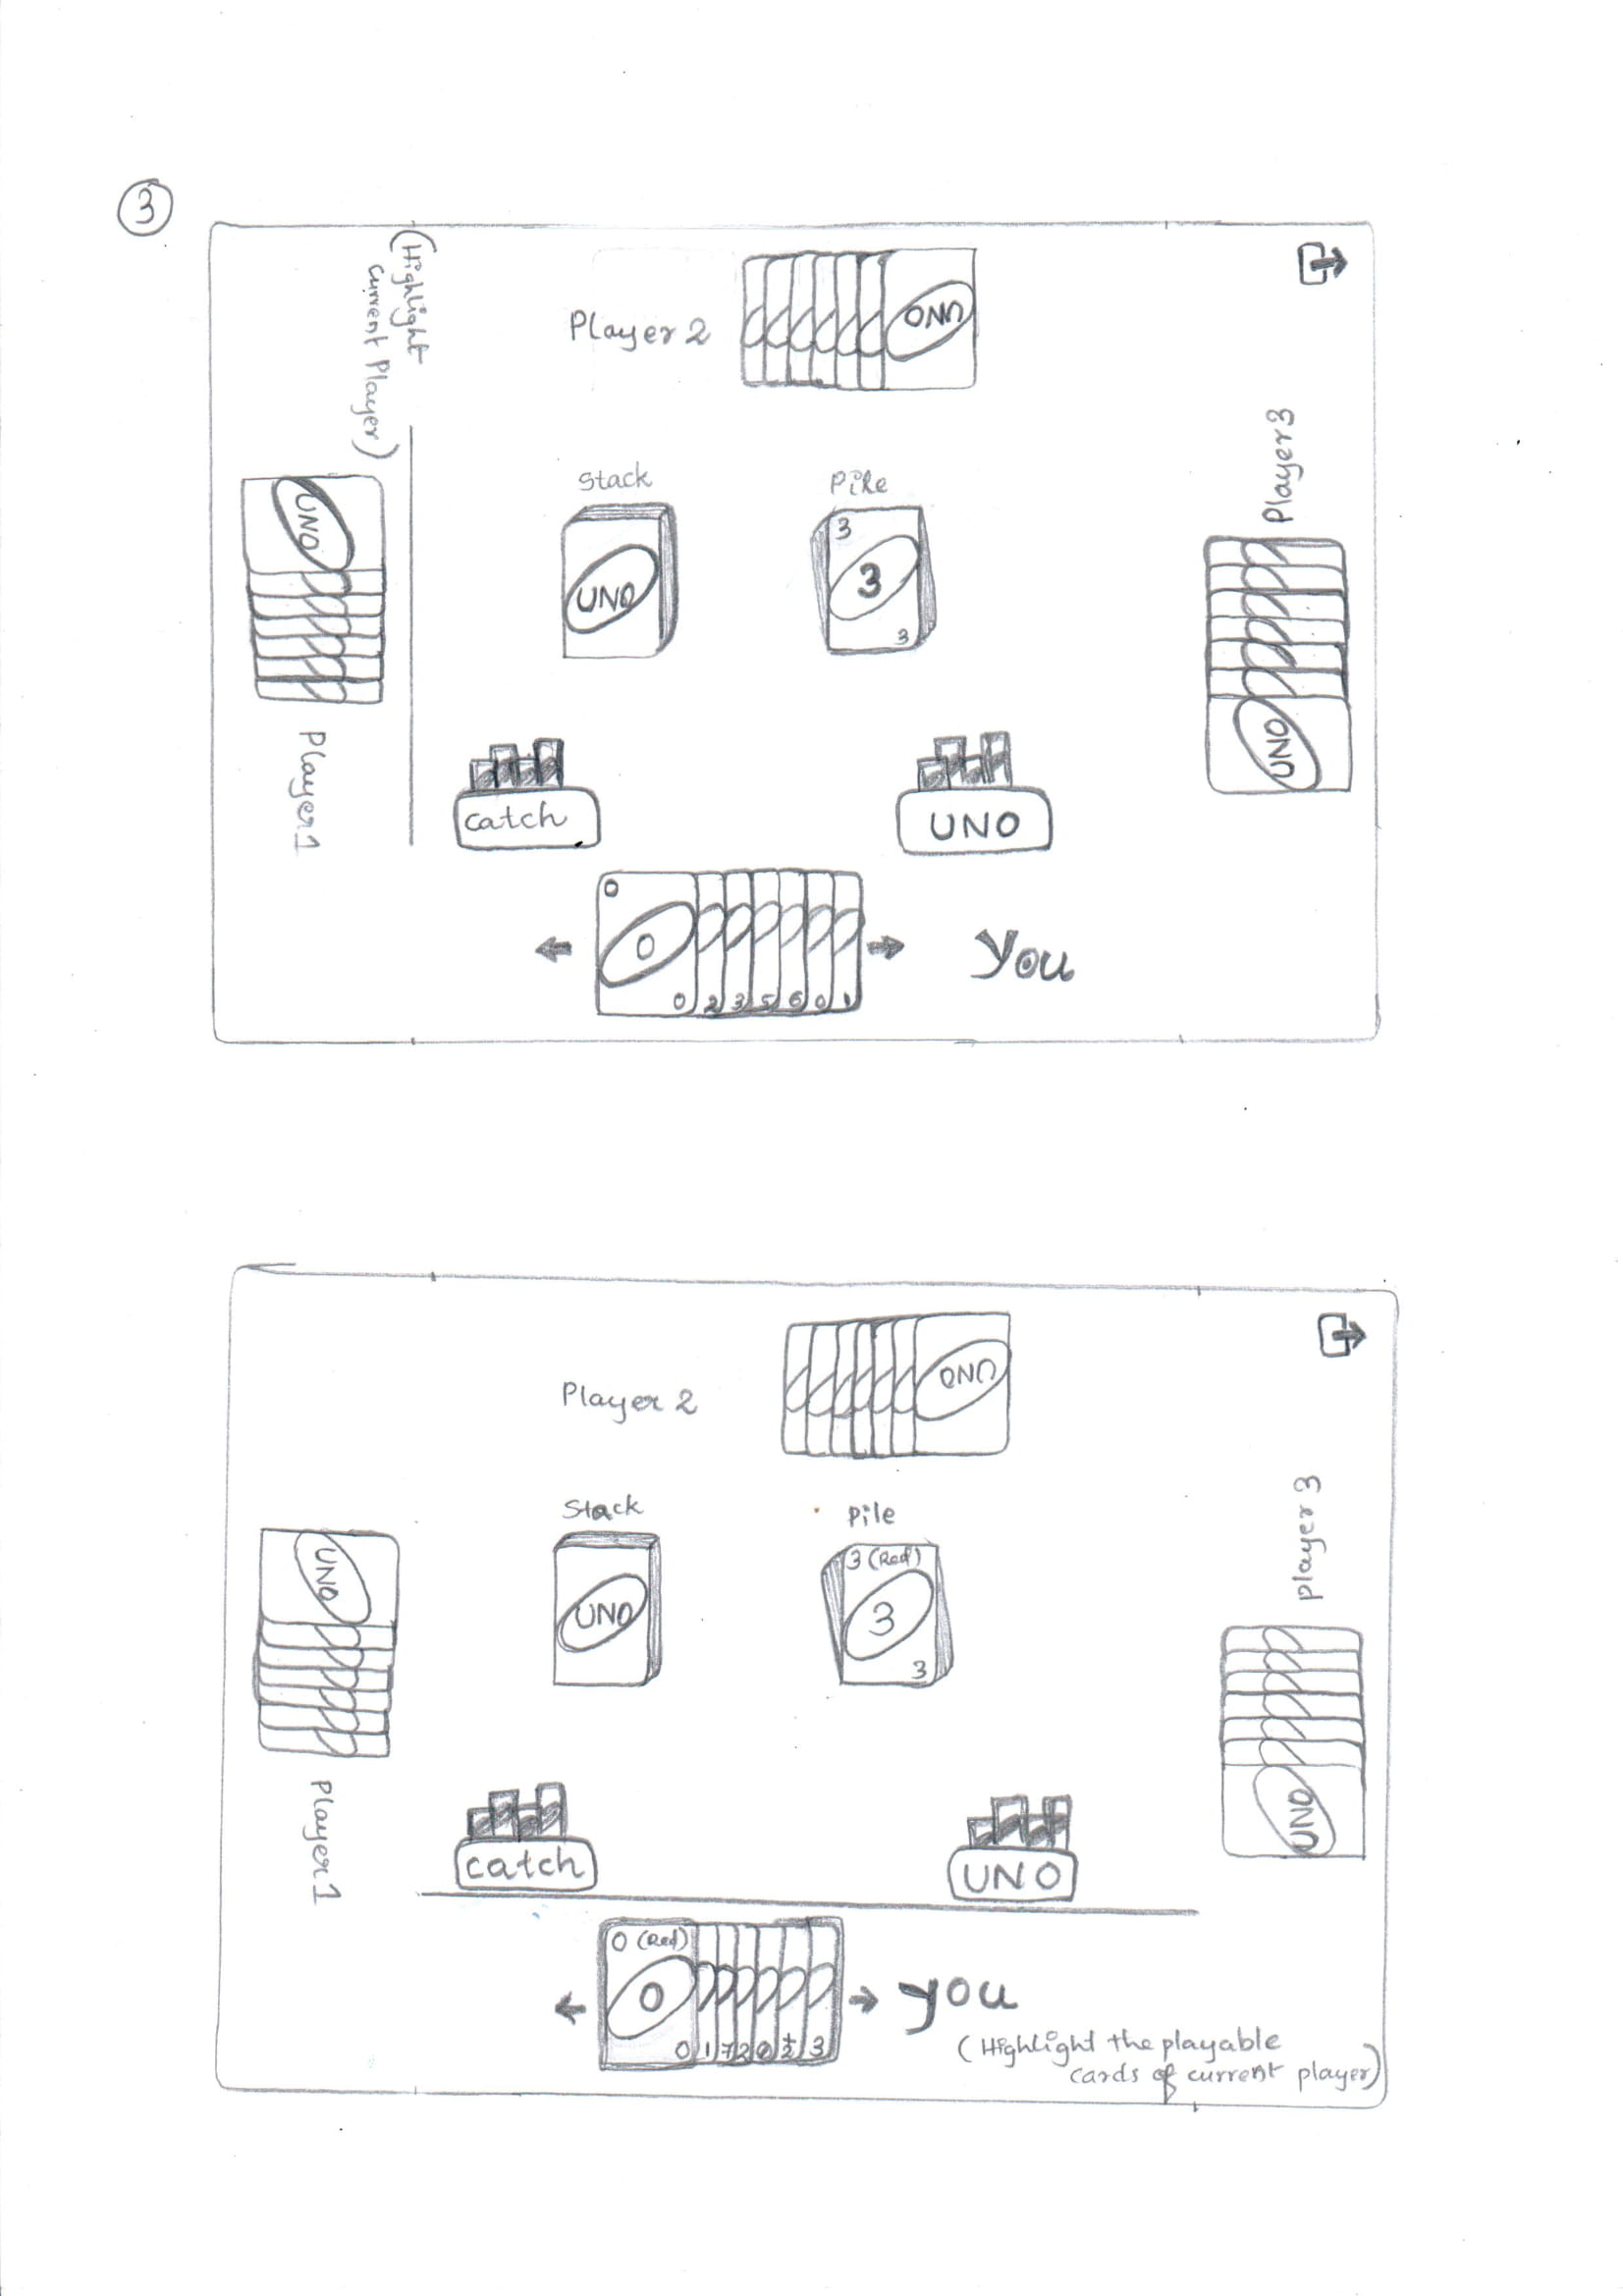 3
(Highlight
current Player)
Player 2
UNO
Player 3
Stack
Pile
UNO
UNO
3
3
3
UNO
Player 1
catch
UNO
0
0
0 2 3 5 6 0 1
You
Player 2
UNO
Player 3
Stack
Pile
UNO
UNO
3 (Red)
3
3
UNO
Player 1
catch
UNO
0 (Red)
0
0 1 7 2 0 3
you
(Highlight the playable
cards of current player)